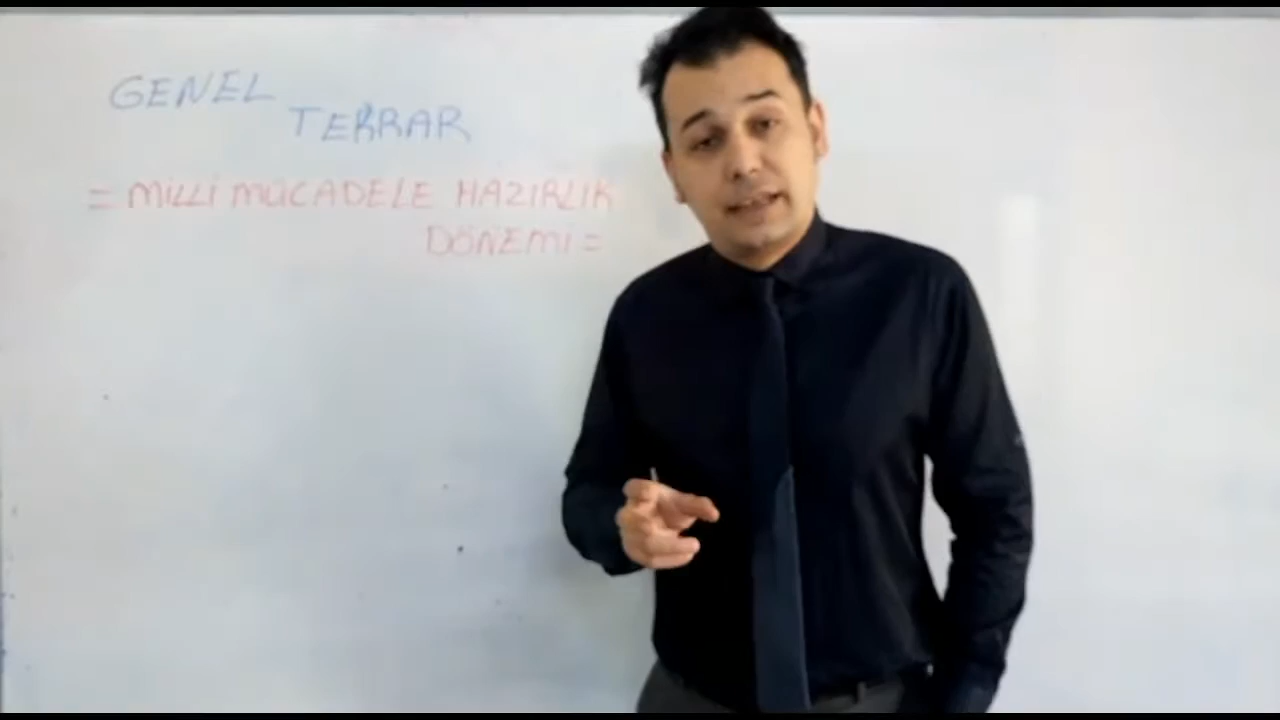 GENEL
TEKRAR
= MİLLİ MÜCADELE HAZIRLIK
DÖNEMİ =